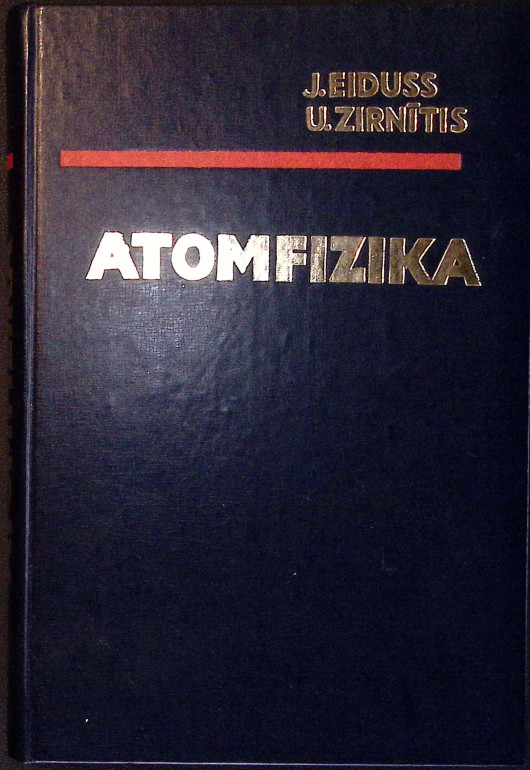 J. EIDUSS
U. ZIRNĪTIS
ATOMFIZIKA